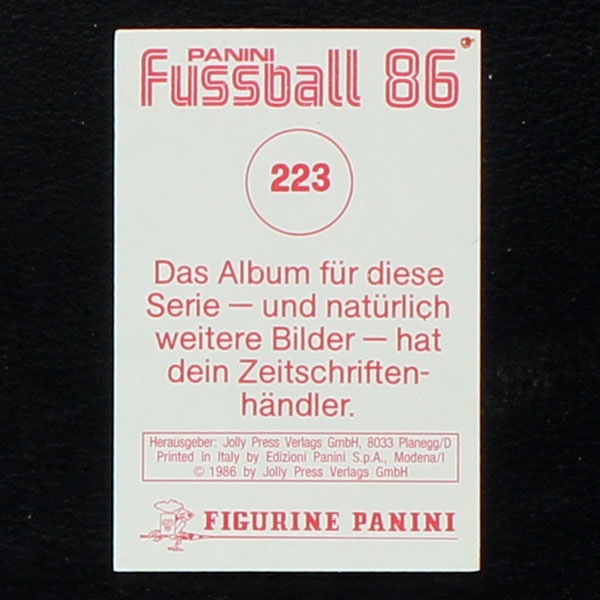 PANINI
Fussball 86
223
Das Album für diese
Serie — und natürlich
weitere Bilder — hat
dein Zeitschriften-
händler.
Herausgeber: Jolly Press Verlags GmbH, 8033 Planegg/D
Printed in Italy by Edizioni Panini S.p.A., Modena/I
© 1986 by Jolly Press Verlags GmbH
FIGURINE PANINI